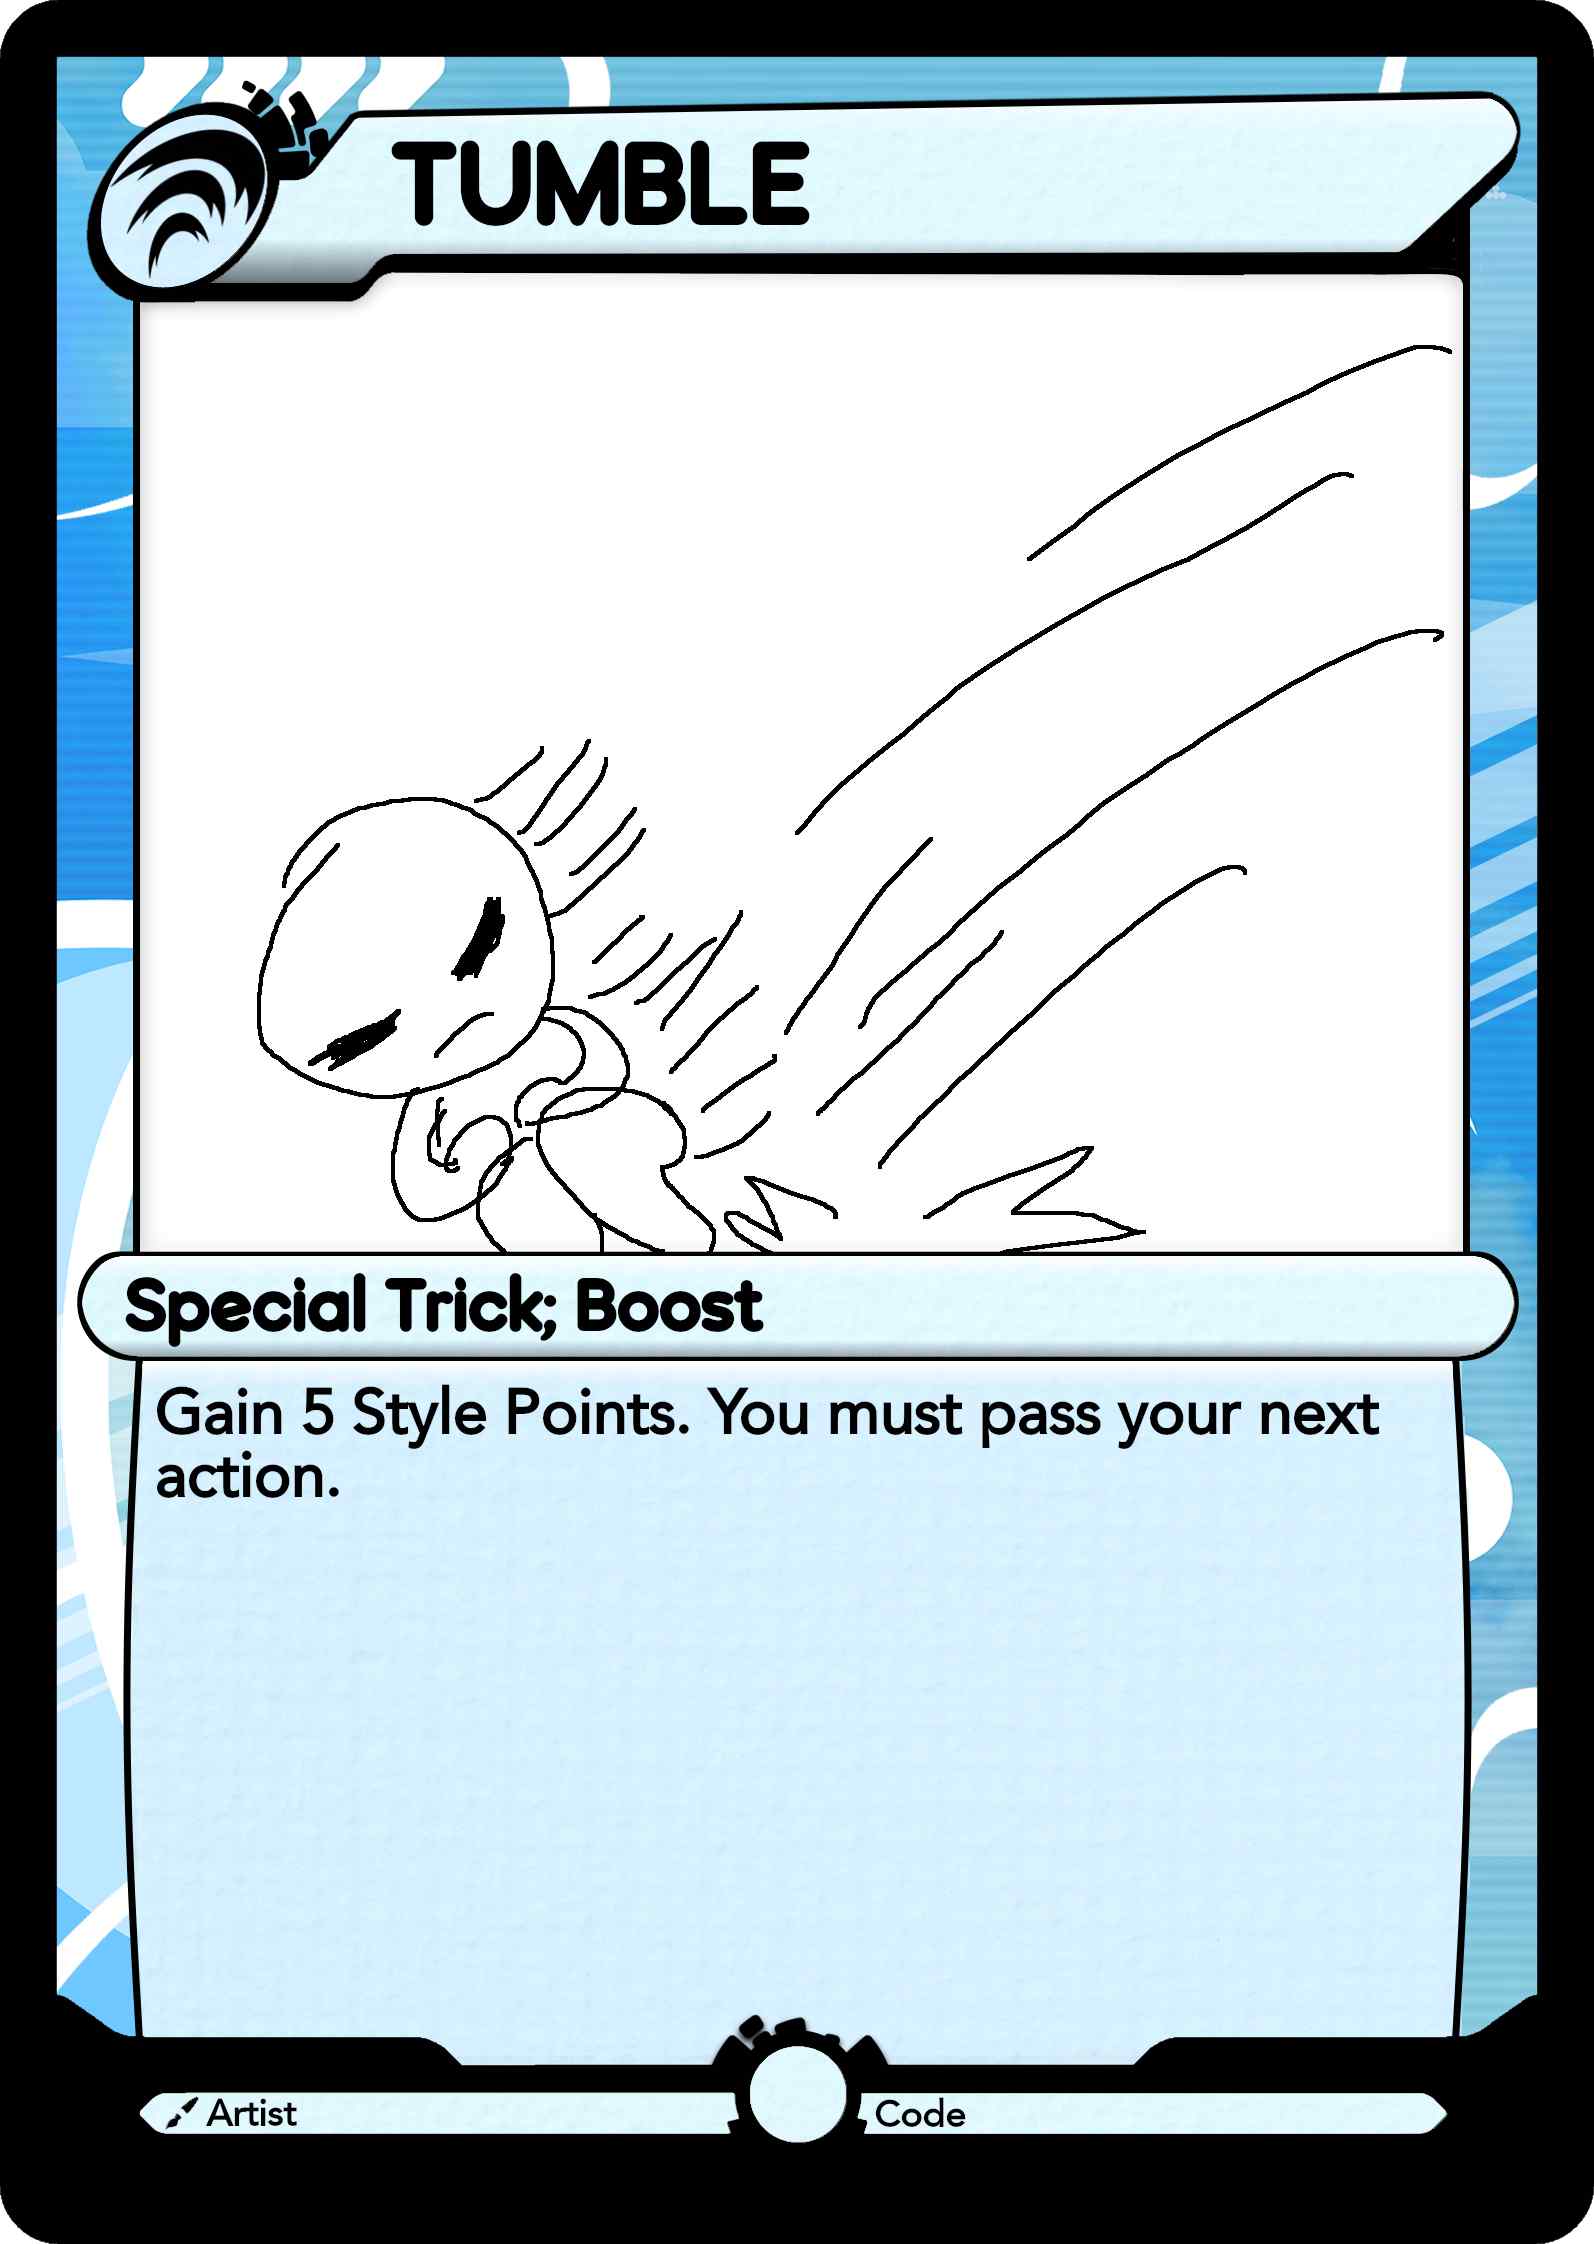 TUMBLE
Special Trick; Boost
Gain 5 Style Points. You must pass your next
action.
Artist
Code